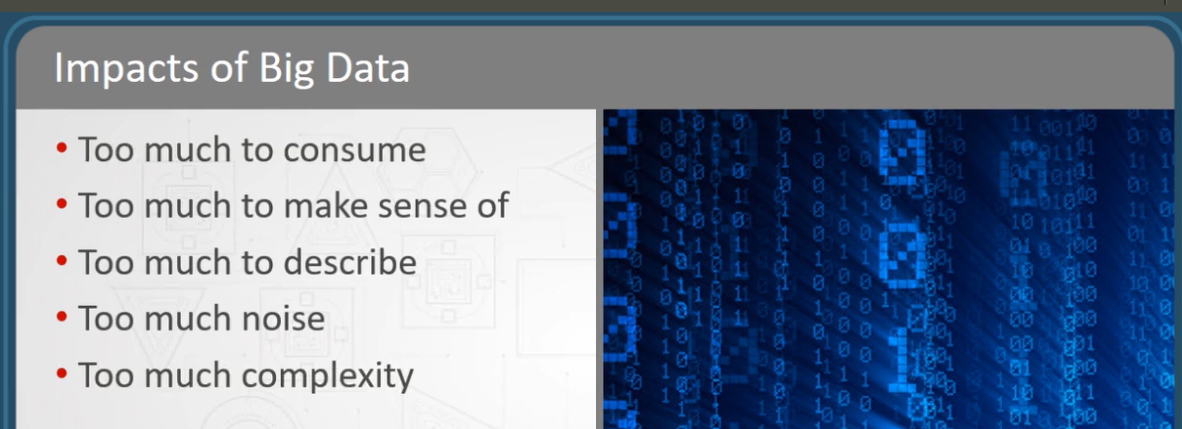 Impacts of Big Data
• Too much to consume
• Too much to make sense of
• Too much to describe
• Too much noise
• Too much complexity